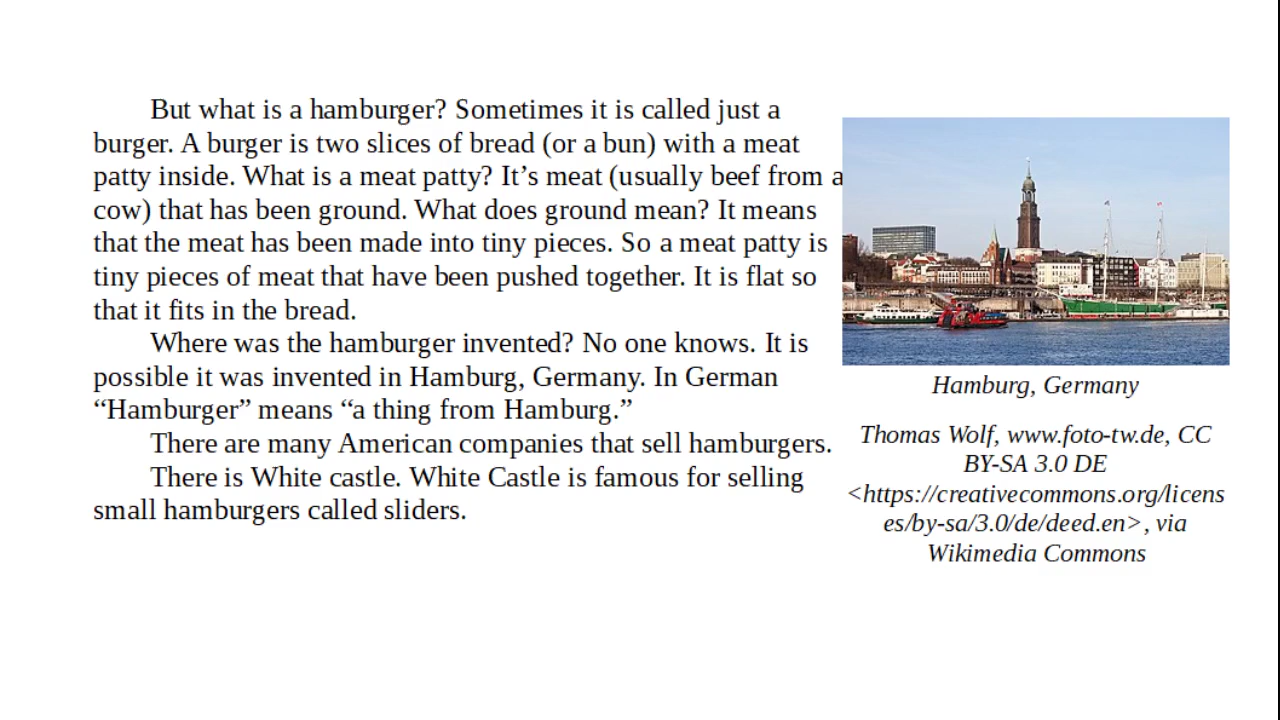 But what is a hamburger? Sometimes it is called just a
burger. A burger is two slices of bread (or a bun) with a meat
patty inside. What is a meat patty? It’s meat (usually beef from a
cow) that has been ground. What does ground mean? It means
that the meat has been made into tiny pieces. So a meat patty is
tiny pieces of meat that have been pushed together. It is flat so
that it fits in the bread.
Where was the hamburger invented? No one knows. It is
possible it was invented in Hamburg, Germany. In German
“Hamburger” means “a thing from Hamburg.”
There are many American companies that sell hamburgers.
There is White castle. White Castle is famous for selling
small hamburgers called sliders.
Hamburg, Germany
Thomas Wolf, www.foto-tw.de, CC
BY-SA 3.0 DE
<https://creativecommons.org/licens
es/by-sa/3.0/de/deed.en>, via
Wikimedia Commons